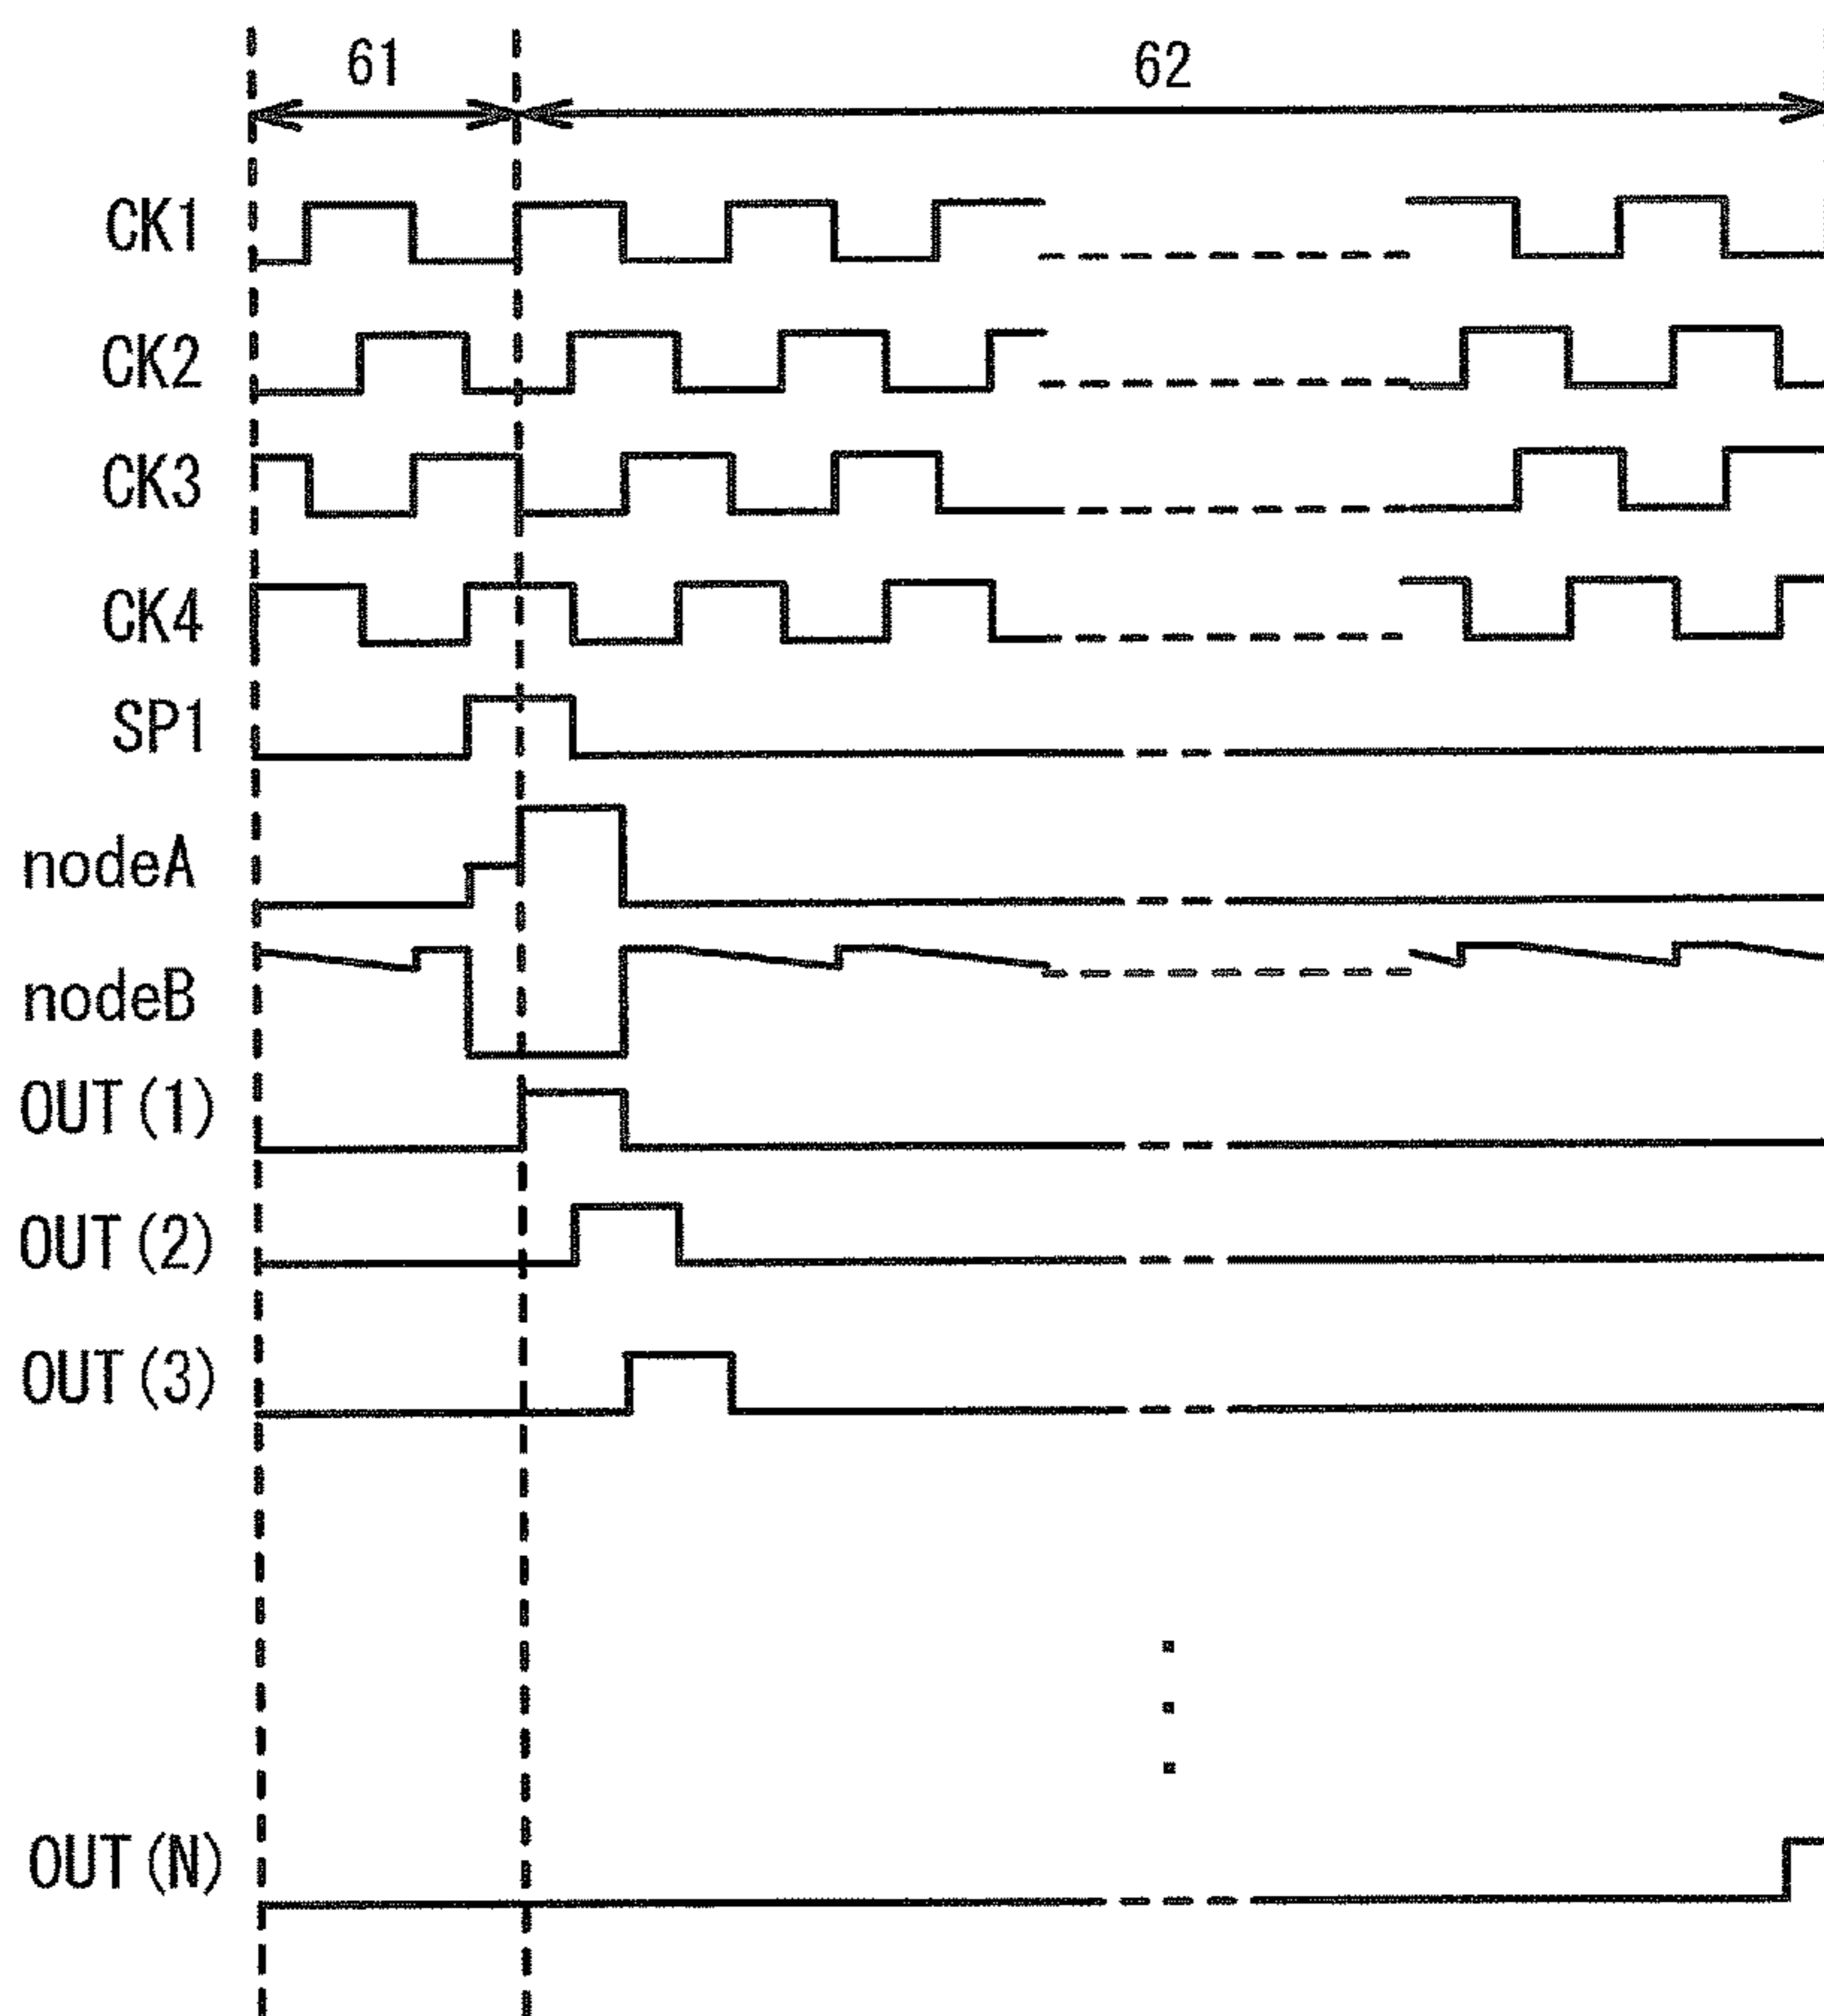 61
62
CK1
CK2
CK3
CK4
SP1
nodeA
nodeB
OUT(1)
OUT(2)
OUT(3)
OUT(N)